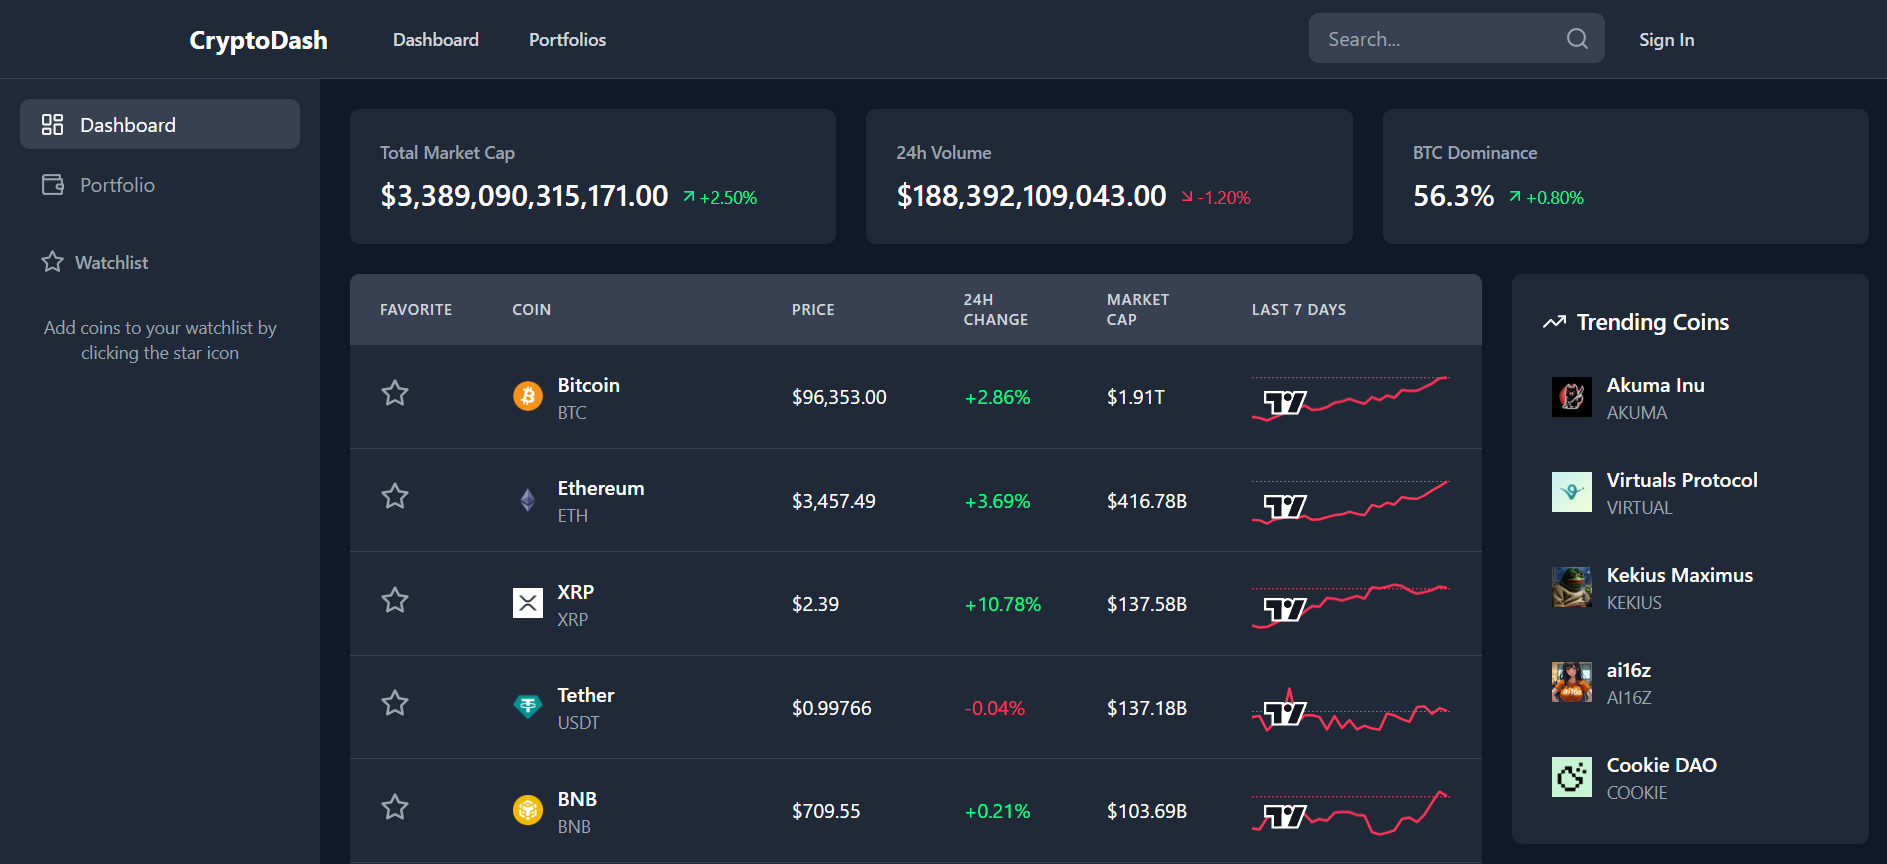 CryptoDash
Dashboard
Portfolios
Search...
Sign In
Dashboard
Portfolio
Watchlist
Add coins to your watchlist by
clicking the star icon
Total Market Cap
$3,389,090,315,171.00 +2.50%
24h Volume
$188,392,109,043.00 -1.20%
BTC Dominance
56.3% +0.80%
FAVORITE
COIN
PRICE
24H
CHANGE
MARKET
CAP
LAST 7 DAYS
Bitcoin
BTC
$96,353.00
+2.86%
$1.91T
Ethereum
ETH
$3,457.49
+3.69%
$416.78B
XRP
XRP
$2.39
+10.78%
$137.58B
Tether
USDT
$0.99766
-0.04%
$137.18B
BNB
BNB
$709.55
+0.21%
$103.69B
Trending Coins
Akuma Inu
AKUMA
Virtuals Protocol
VIRTUAL
Kekius Maximus
KEKIUS
ai16z
ai16z
AI16Z
Cookie DAO
COOKIE